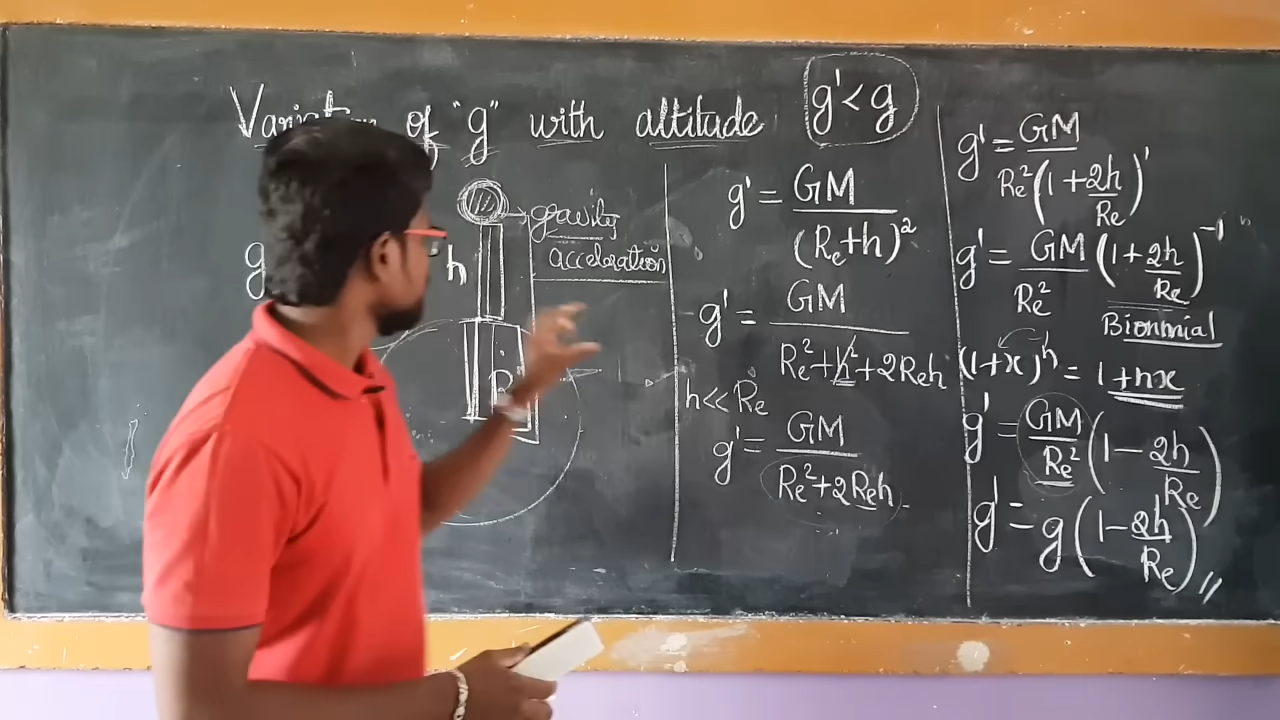 Variation of "g" with altitude
g' < g
g
h
gravity
acceleration
R
g' = GM / (Re+h)²
g' = GM / Re²+h²+2Reh
h<<Re
g' = GM / Re²+2Reh
g' = GM / Re²(1+2h/Re)¹
g' = GM/Re² (1+2h/Re)⁻¹
Bionmial
(1+x)ⁿ = 1+nx
g' = GM/Re² (1-2h/Re)
g' = g(1-2h/Re)//